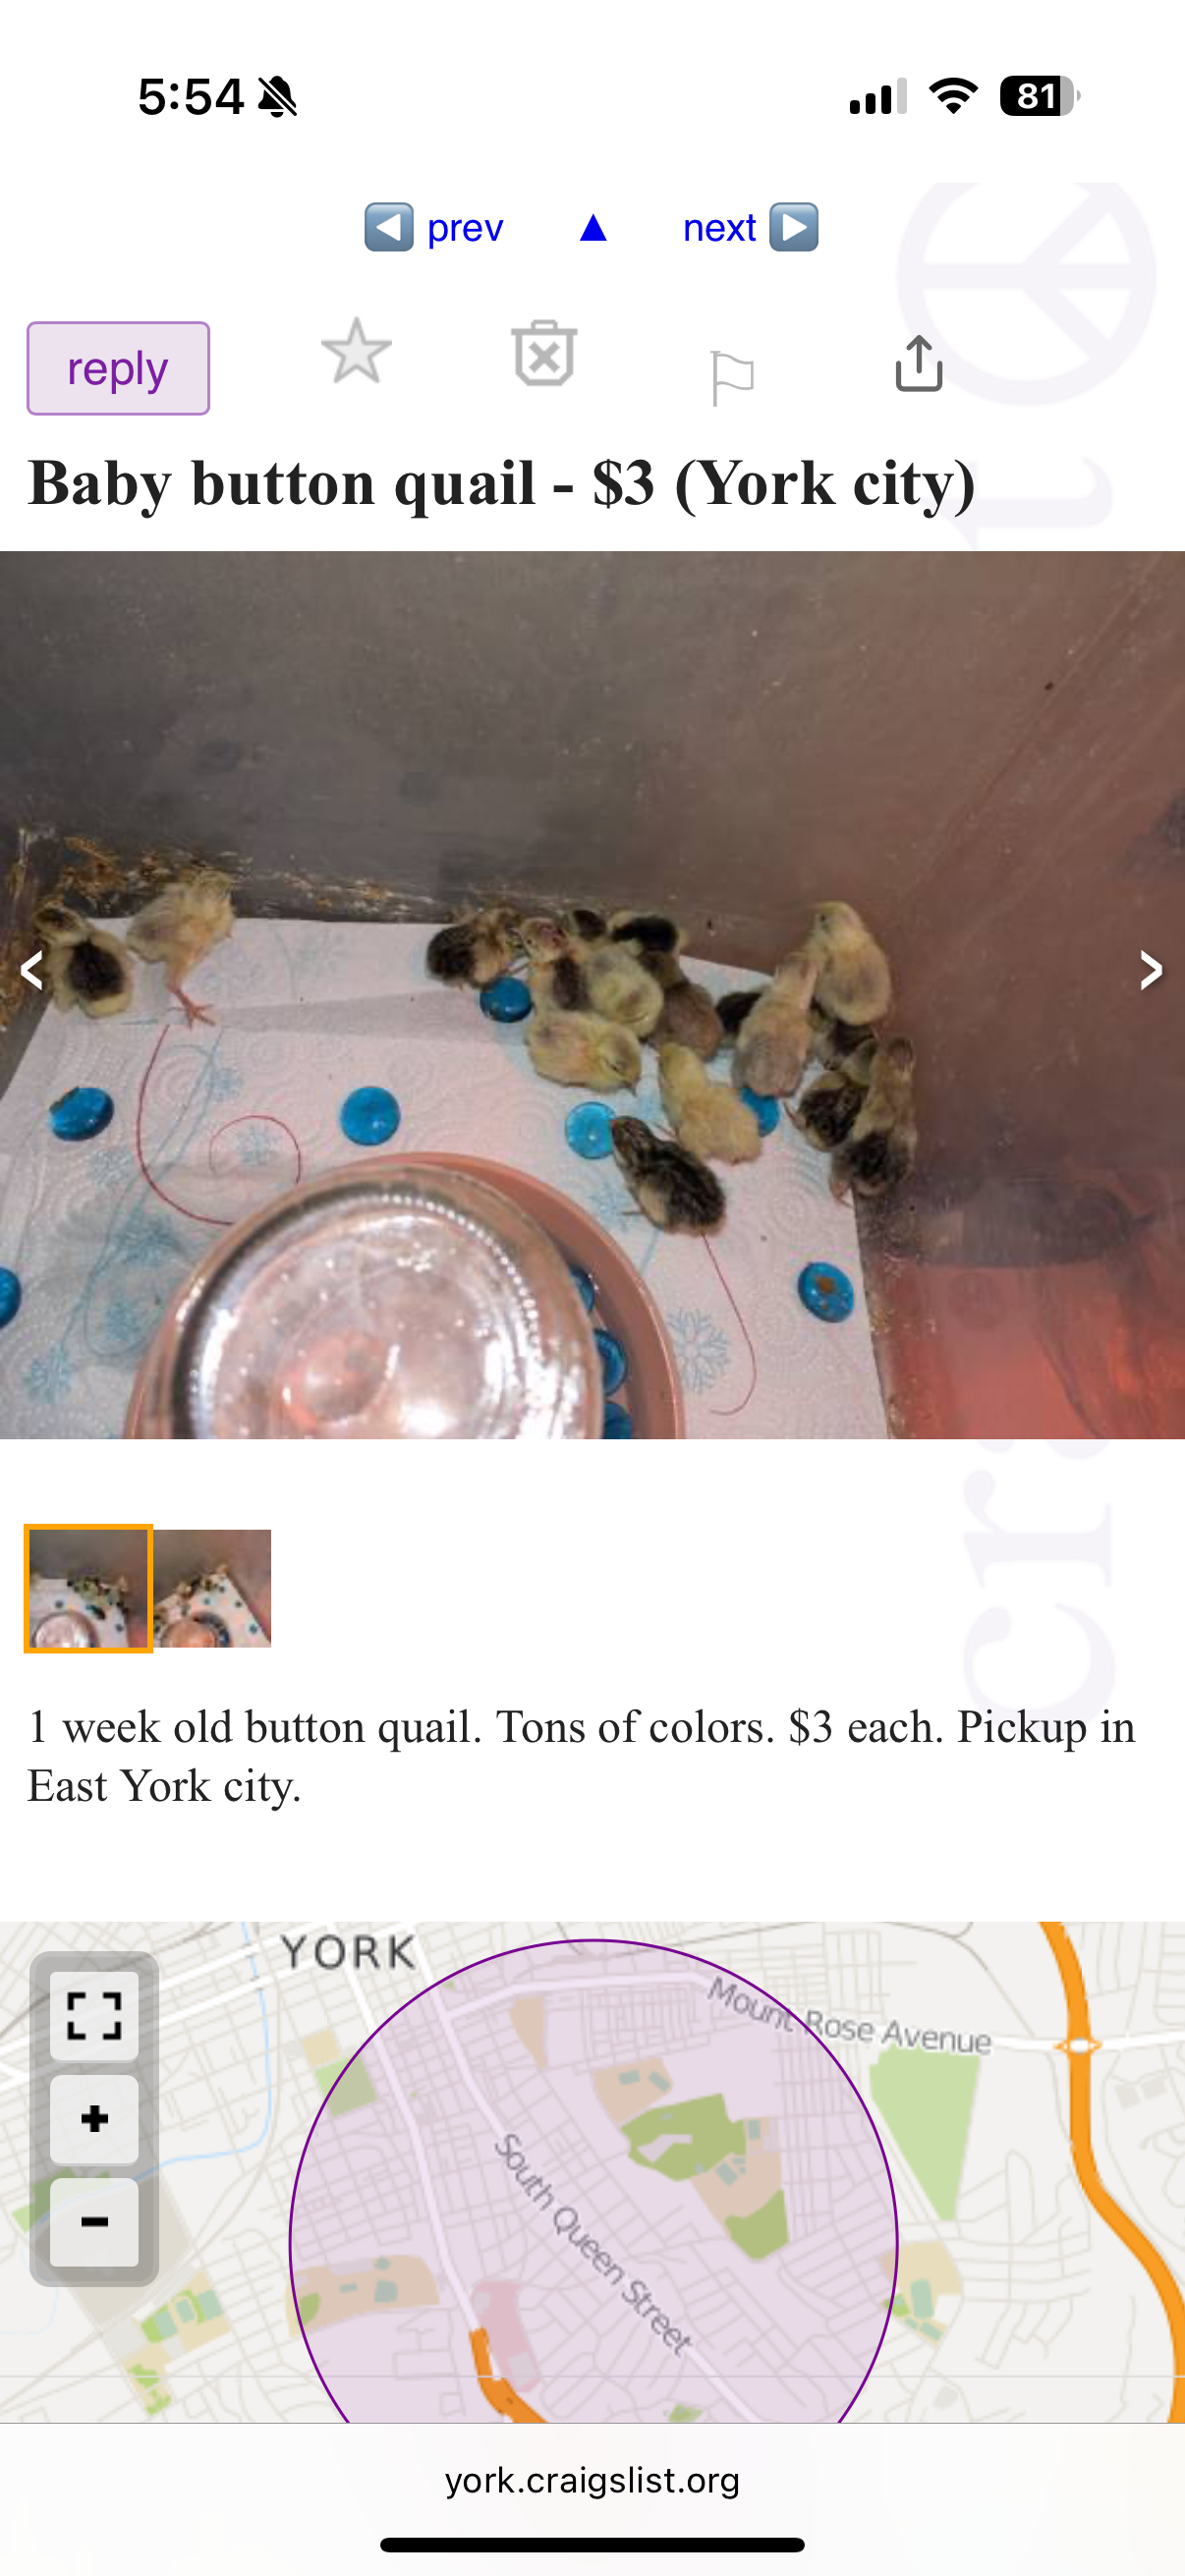 5:54
81
prev ▲ next
reply
Baby button quail - $3 (York city)
1 week old button quail. Tons of colors. $3 each. Pickup in
East York city.
YORK
Mount Rose Avenue
South Queen Street
+
-
york.craigslist.org